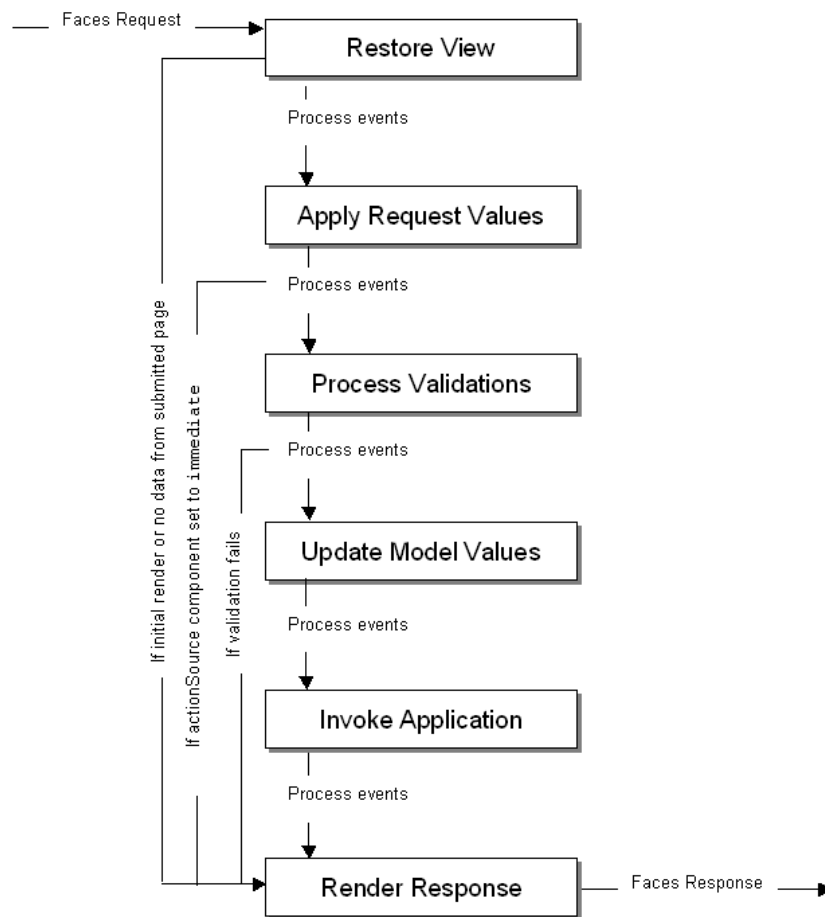 Faces Request
Restore View
Process events
Apply Request Values
Process events
Process Validations
Process events
Update Model Values
Process events
Invoke Application
Process events
Render Response
Faces Response
If initial render or no data from submitted page
If actionSource component set to immediate
If validation fails